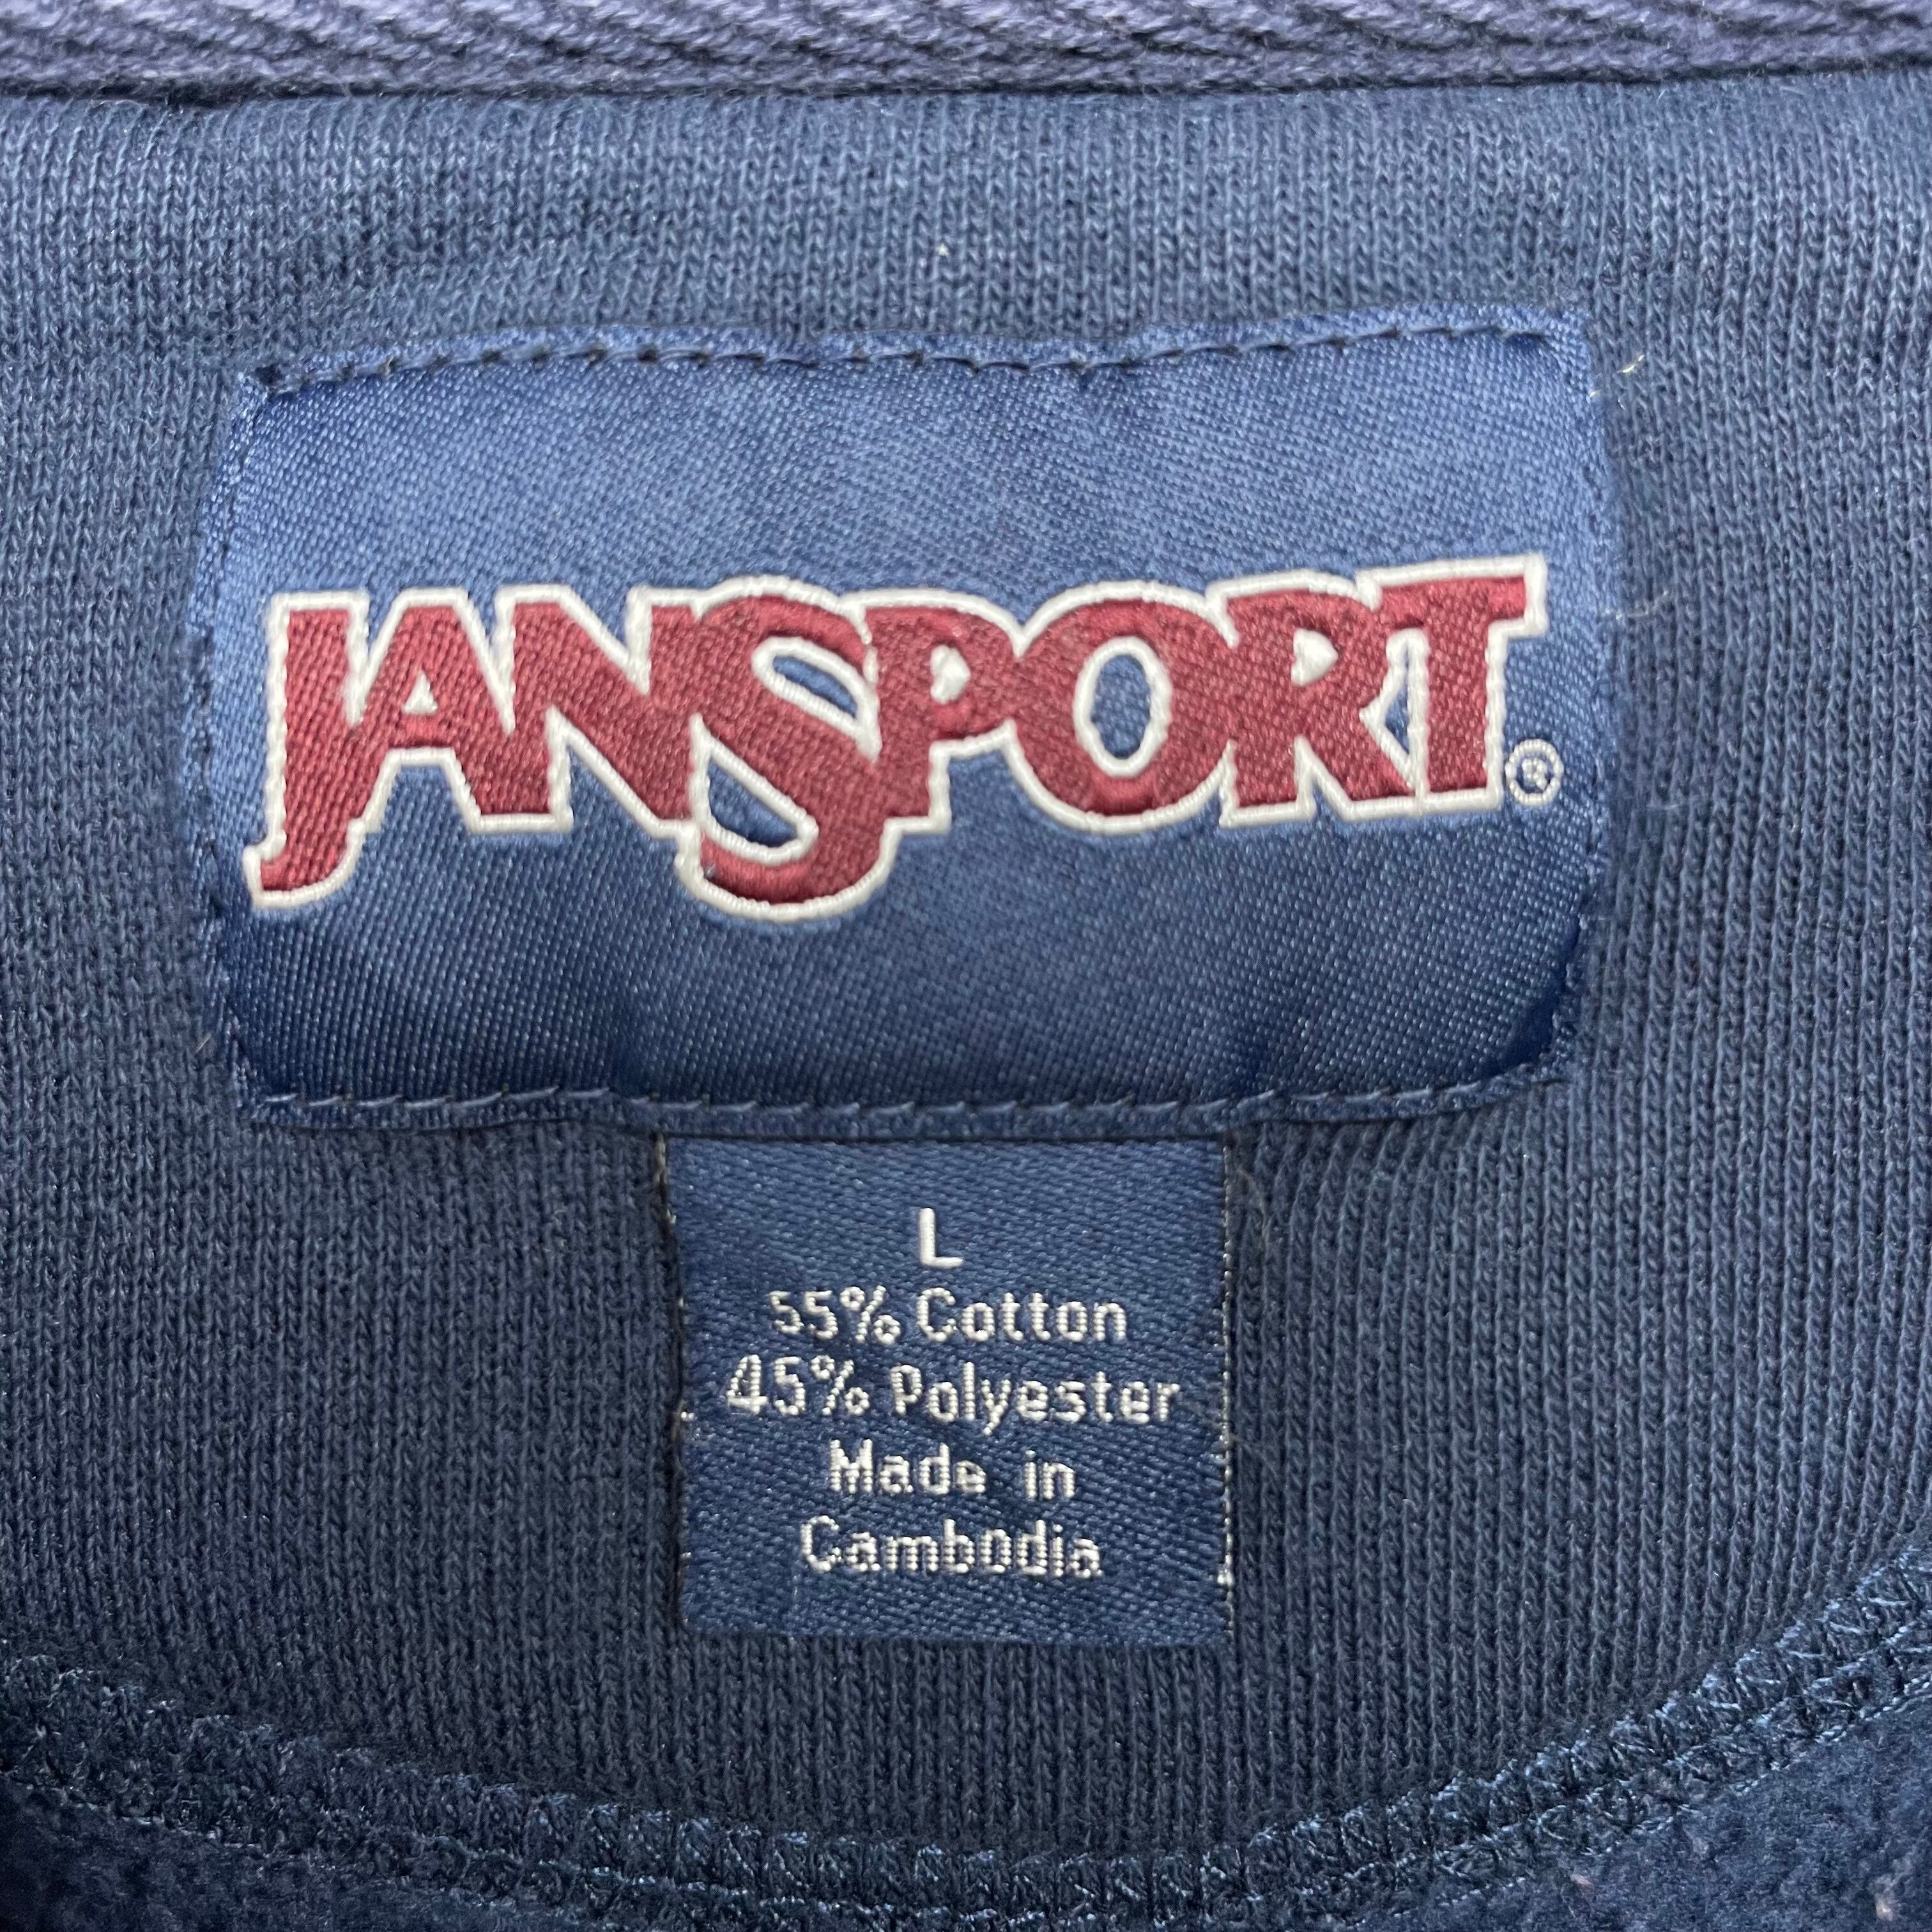 JANSPORT®
L
55% Cotton
45% Polyester
Made in
Cambodia